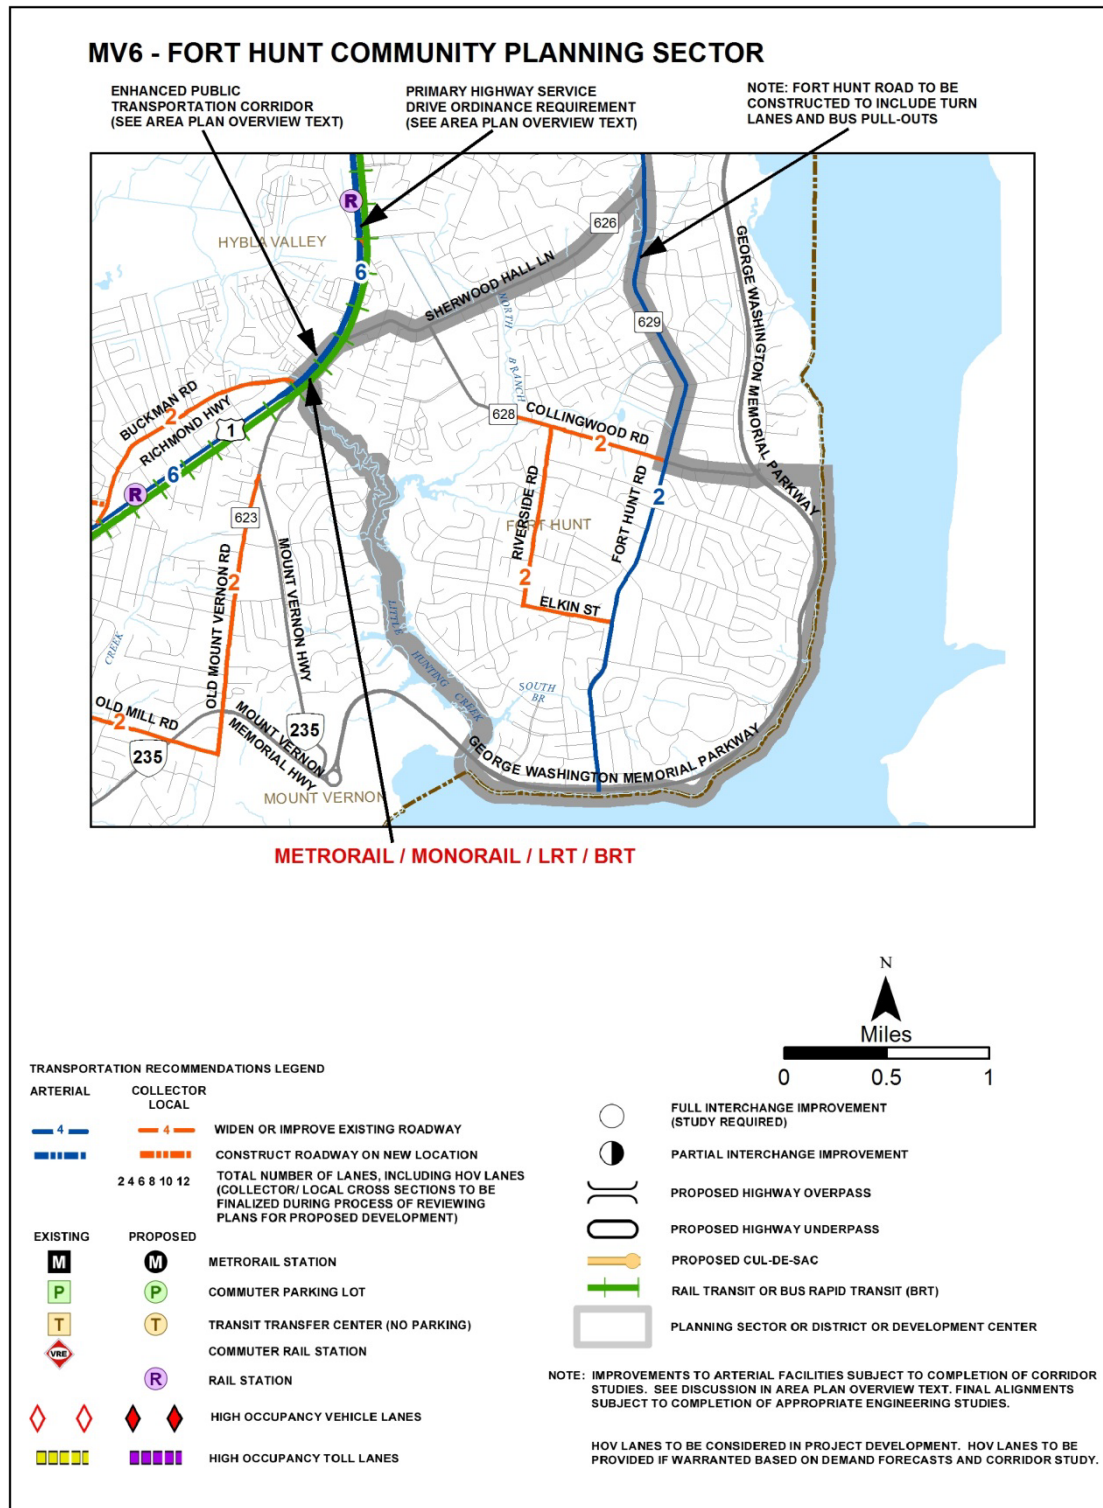 MV6 - FORT HUNT COMMUNITY PLANNING SECTOR
ENHANCED PUBLIC
TRANSPORTATION CORRIDOR
(SEE AREA PLAN OVERVIEW TEXT)
PRIMARY HIGHWAY SERVICE
DRIVE ORDINANCE REQUIREMENT
(SEE AREA PLAN OVERVIEW TEXT)
NOTE: FORT HUNT ROAD TO BE
CONSTRUCTED TO INCLUDE TURN
LANES AND BUS PULL-OUTS
R
HYBLA VALLEY
6
626
SHERWOOD HALL LN
GEORGE WASHINGTON MEMORIAL PARKWAY
NORTH
BRANCH
629
BUCKMAN RD
2
RICHMOND HWY
1
6
R
628
COLLINGWOOD RD
2
623
OLD MOUNT VERNON RD
2
MOUNT VERNON HWY
RIVERSIDE RD
2
FORT HUNT
FORT HUNT RD
2
ELKIN ST
LITTLE
HUNTING
CREEK
CREEK
SOUTH
BR
OLD MILL RD
2
235
MOUNT VERNON
MEMORIAL HWY
235
MOUNT VERNON
GEORGE WASHINGTON MEMORIAL PARKWAY
METRORAIL / MONORAIL / LRT / BRT
N
Miles
0 0.5 1
TRANSPORTATION RECOMMENDATIONS LEGEND
ARTERIAL
COLLECTOR
LOCAL
4 4 WIDEN OR IMPROVE EXISTING ROADWAY
CONSTRUCT ROADWAY ON NEW LOCATION
2 4 6 8 10 12 TOTAL NUMBER OF LANES, INCLUDING HOV LANES
(COLLECTOR/ LOCAL CROSS SECTIONS TO BE
FINALIZED DURING PROCESS OF REVIEWING
PLANS FOR PROPOSED DEVELOPMENT)
EXISTING PROPOSED
M M METRORAIL STATION
P P COMMUTER PARKING LOT
T T TRANSIT TRANSFER CENTER (NO PARKING)
VRE COMMUTER RAIL STATION
R RAIL STATION
HIGH OCCUPANCY VEHICLE LANES
HIGH OCCUPANCY TOLL LANES
FULL INTERCHANGE IMPROVEMENT
(STUDY REQUIRED)
PARTIAL INTERCHANGE IMPROVEMENT
PROPOSED HIGHWAY OVERPASS
PROPOSED HIGHWAY UNDERPASS
PROPOSED CUL-DE-SAC
RAIL TRANSIT OR BUS RAPID TRANSIT (BRT)
PLANNING SECTOR OR DISTRICT OR DEVELOPMENT CENTER
NOTE: IMPROVEMENTS TO ARTERIAL FACILITIES SUBJECT TO COMPLETION OF CORRIDOR
STUDIES. SEE DISCUSSION IN AREA PLAN OVERVIEW TEXT. FINAL ALIGNMENTS
SUBJECT TO COMPLETION OF APPROPRIATE ENGINEERING STUDIES.
HOV LANES TO BE CONSIDERED IN PROJECT DEVELOPMENT. HOV LANES TO BE
PROVIDED IF WARRANTED BASED ON DEMAND FORECASTS AND CORRIDOR STUDY.